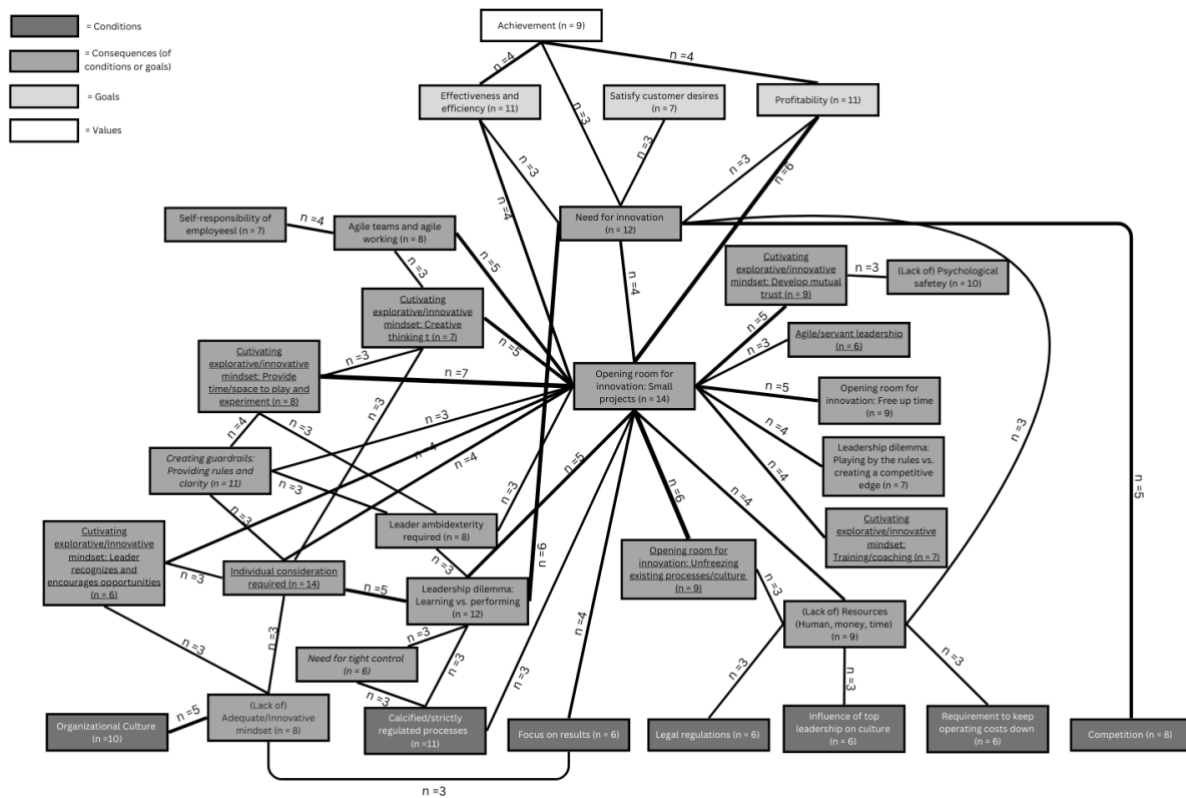 = Conditions
= Consequences (of
conditions or goals)
= Goals
= Values
Achievement (n = 9)
n =4
n =4
Effectiveness and
efficiency (n = 11)
Satisfy customer desires
(n = 7)
Profitability (n = 11)
n =3
n =3
n =3
n =3
n =6
n =4
Self-responsibility of
employeesl (n = 7)
n =4
Agile teams and agile
working (n = 8)
Need for innovation
(n = 12)
n =5
n =3
n =4
Cutivating
explorative/innovative
mindset: Develop mutual
trust (n = 9)
n =3
(Lack of) Psychological
safetey (n = 10)
Cutivating
explorative/innovative
mindset: Creative
thinking t (n = 7)
n =5
n =5
n =3
Agile/servant leadership
(n = 6)
Cutivating
explorative/innovative
mindset: Provide
time/space to play and
experiment (n = 8)
n =3
n =7
Opening room for
innovation: Small
projects (n = 14)
n =5
Opening room for
innovation: Free up time
(n = 9)
n =3
n =3
n =4
n =3
n =3
n =4
n =4
n =4
Leadership dilemma:
Playing by the rules vs.
creating a competitive
edge (n = 7)
Creating guardrails:
Providing rules and
clarity (n = 11)
n =3
n =3
n =5
n =6
n =4
n =4
n =3
n =5
Cutivating
explorative/innovative
mindset: Leader
recognizes and
encourages opportunities
(n = 6)
n =3
Leader ambidexterity
required (n = 8)
Cutivating
explorative/innovative
mindset:
Training/coaching (n = 7)
n =3
Individual consideration
required (n = 14)
n =3
n =5
Leadership dilemma:
Learning vs. performing
(n = 12)
n =6
Opening room for
innovation: Unfreezing
existing processes/culture
(n = 9)
n =3
(Lack of) Resources
(Human, money, time)
(n = 9)
n =4
n =3
n =3
n =3
Need for tight control
(n = 6)
n =3
n =3
n =3
n =3
n =3
n =3
n =5
Organizational Culture
(n =10)
(Lack of)
Adequate/Innovative
mindset (n = 8)
n =3
Calcified/strictly
regulated processes
(n =11)
Focus on results (n = 6)
Legal regulations (n = 6)
Influence of top
leadership on culture
(n = 6)
Requirement to keep
operating costs down
(n = 6)
Competition (n = 8)
n =3